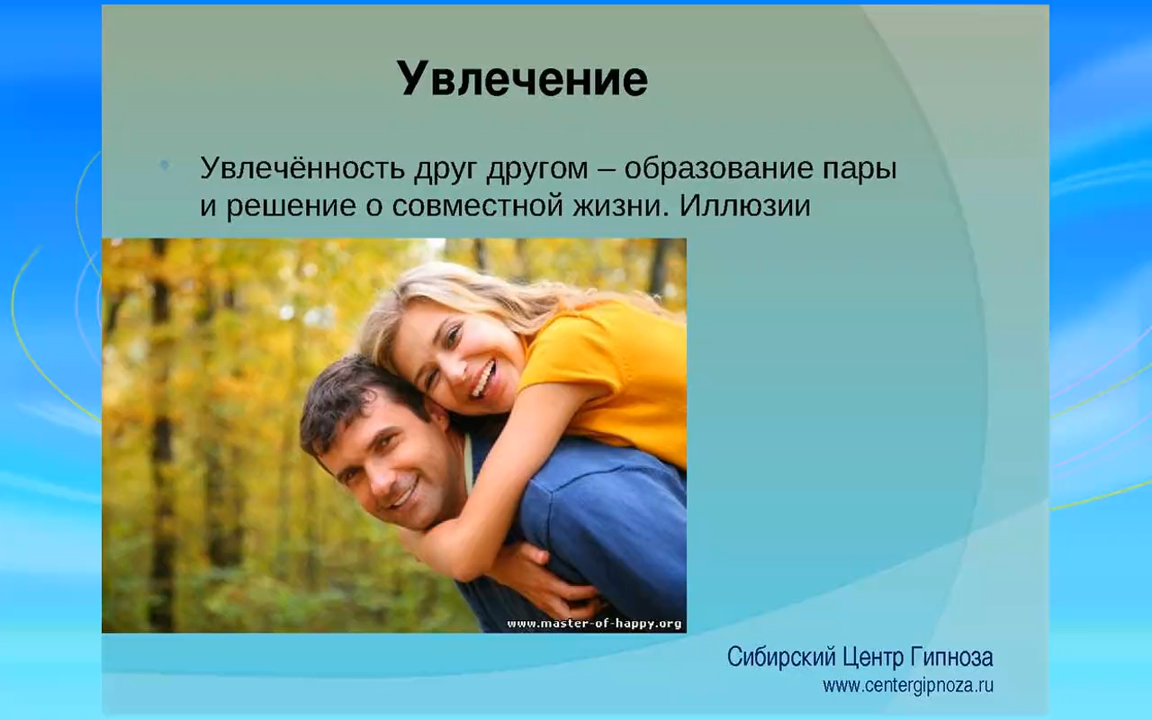 Увлечение
Увлечённость друг другом – образование пары
и решение о совместной жизни. Иллюзии
www.master-of-happy.org
Сибирский Центр Гипноза
www.centergipnoza.ru